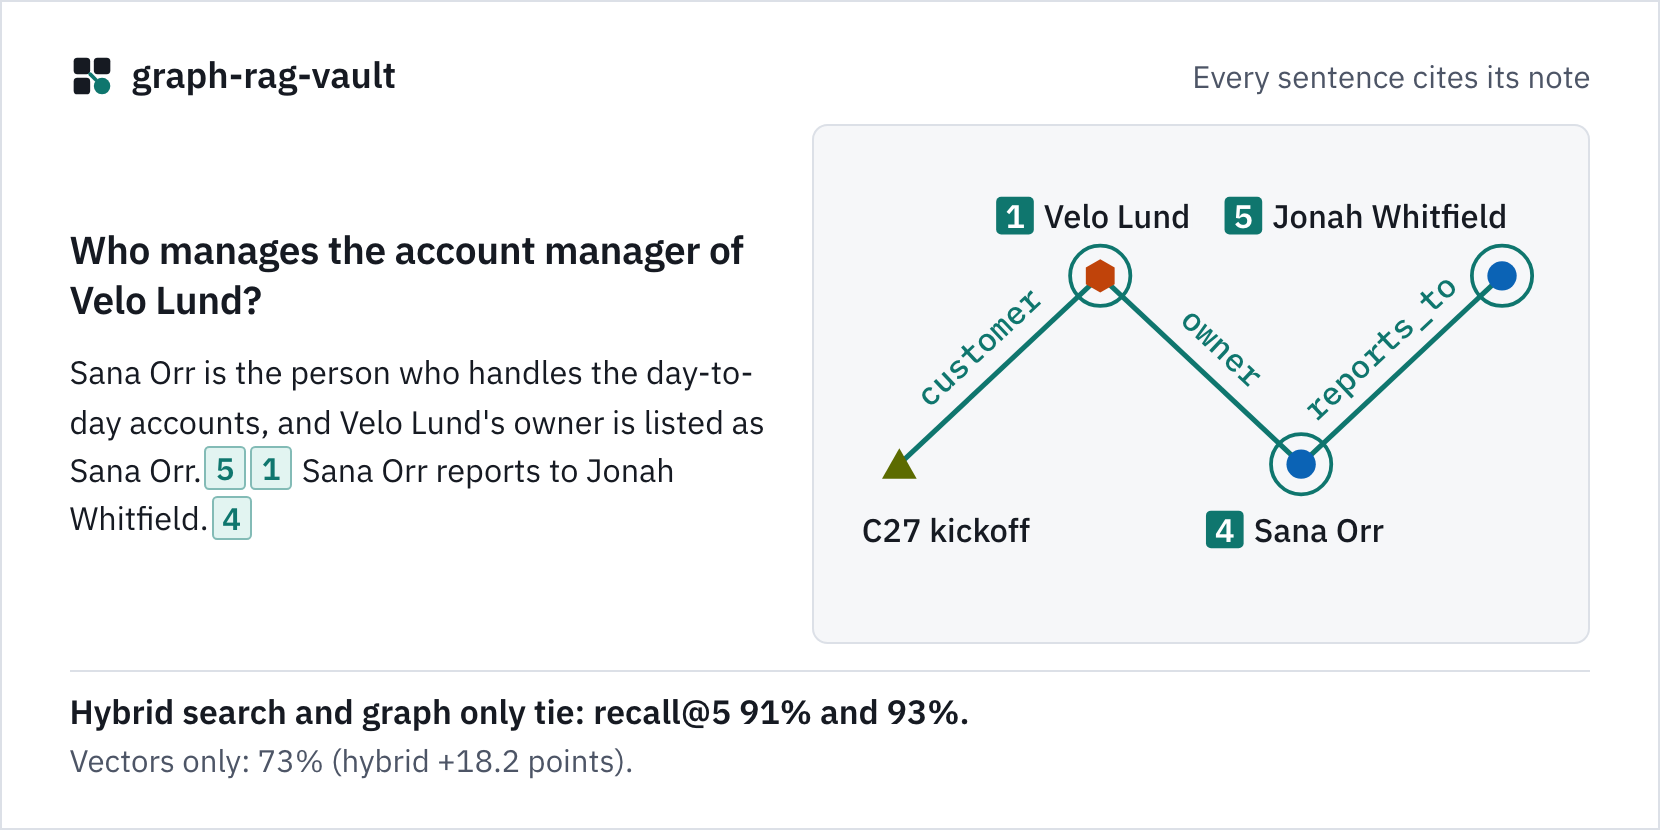 graph-rag-vault
Every sentence cites its note
Who manages the account manager of
Velo Lund?
Sana Orr is the person who handles the day-to-
day accounts, and Velo Lund's owner is listed as
Sana Orr. 5 1 Sana Orr reports to Jonah
Whitfield. 4
1 Velo Lund
5 Jonah Whitfield
customer
owner
reports_to
C27 kickoff
4 Sana Orr
Hybrid search and graph only tie: recall@5 91% and 93%.
Vectors only: 73% (hybrid +18.2 points).